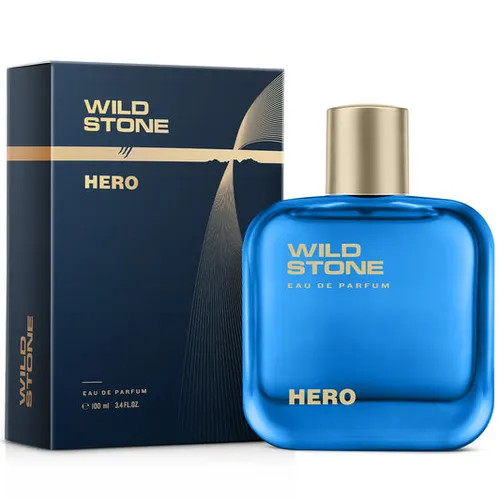 WILD
STONE
HERO
WILD
STONE
EAU DE PARFUM
℮ 100 ml 3.4 FL.OZ.
WILD
STONE
EAU DE PARFUM
HERO